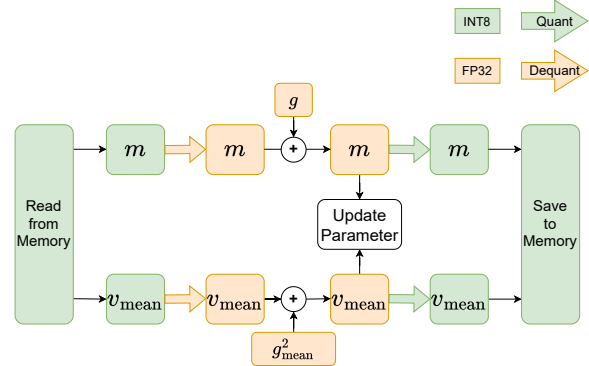 INT8
Quant
FP32
Dequant
g
Read
from
Memory
m
m
+
m
m
Update
Parameter
Save
to
Memory
v_mean
v_mean
+
v_mean
v_mean
g²_mean